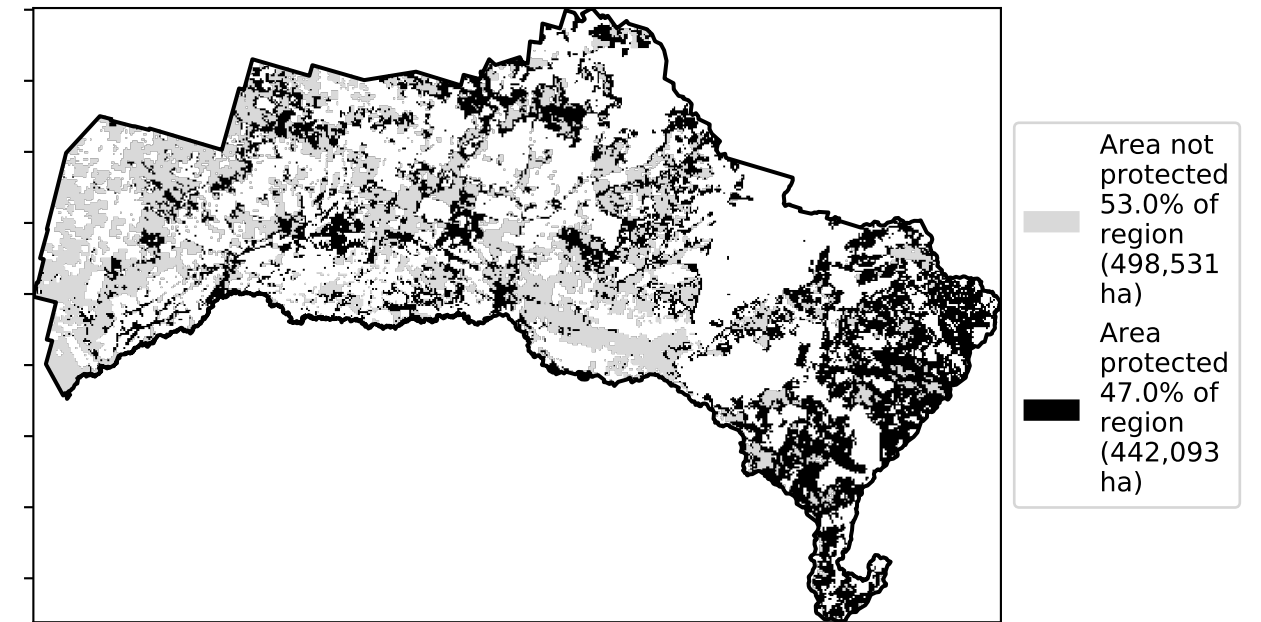 Area not
protected
53.0% of
region
(498,531
ha)
Area
protected
47.0% of
region
(442,093
ha)